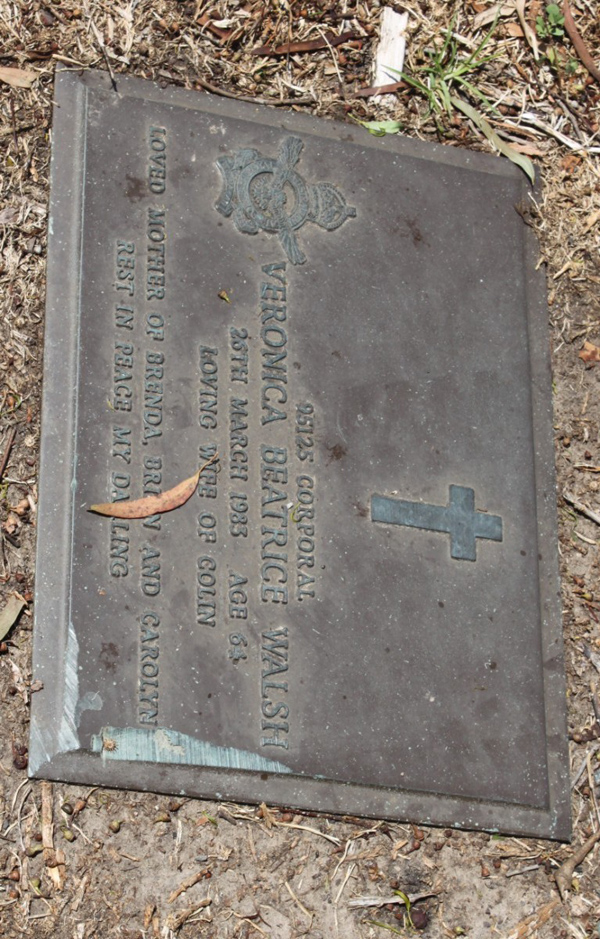 95125 CORPORAL
VERONICA BEATRICE WALSH
25TH MARCH 1983 AGE 64
LOVING WIFE OF COLIN
LOVED MOTHER OF BRENDA, BRIAN AND CAROLYN
REST IN PEACE MY DARLING